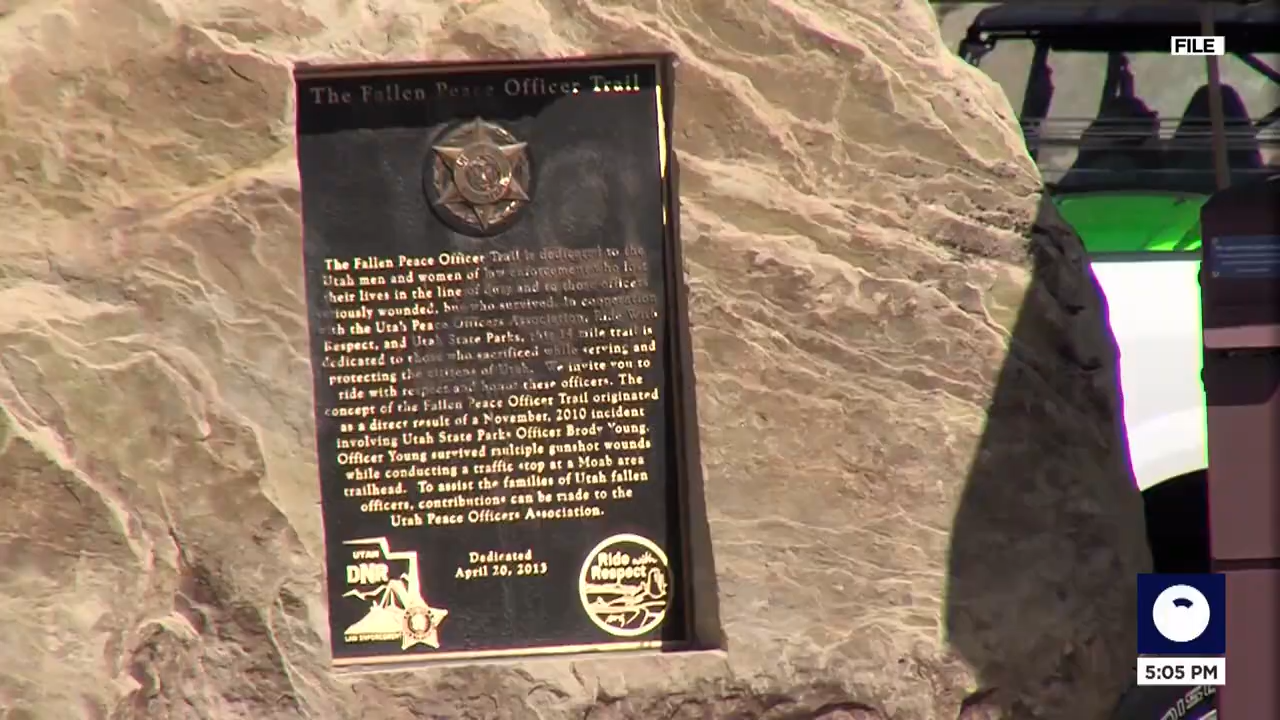 FILE
The Fallen Peace Officer Trail
The Fallen Peace Officer Trail is dedicated to the
Utah men and women of law enforcement who lost
their lives in the line of duty and to those officers
seriously wounded, but who survived. In cooperation
with the Utah Peace Officers Association, Ride With
Respect, and Utah State Parks, this 34 mile trail is
dedicated to those who sacrificed while serving and
protecting the citizens of Utah. We invite you to
ride with respect and honor these officers. The
concept of the Fallen Peace Officer Trail originated
as a direct result of a November, 2010 incident
involving Utah State Parks Officer Brody Young.
Officer Young survived multiple gunshot wounds
while conducting a traffic stop at a Moab area
trailhead. To assist the families of Utah fallen
officers, contributions can be made to the
Utah Peace Officers Association.
Dedicated
April 20, 2013
UTAH
DNR
LAW ENFORCEMENT
Ride with
Respect
5:05 PM